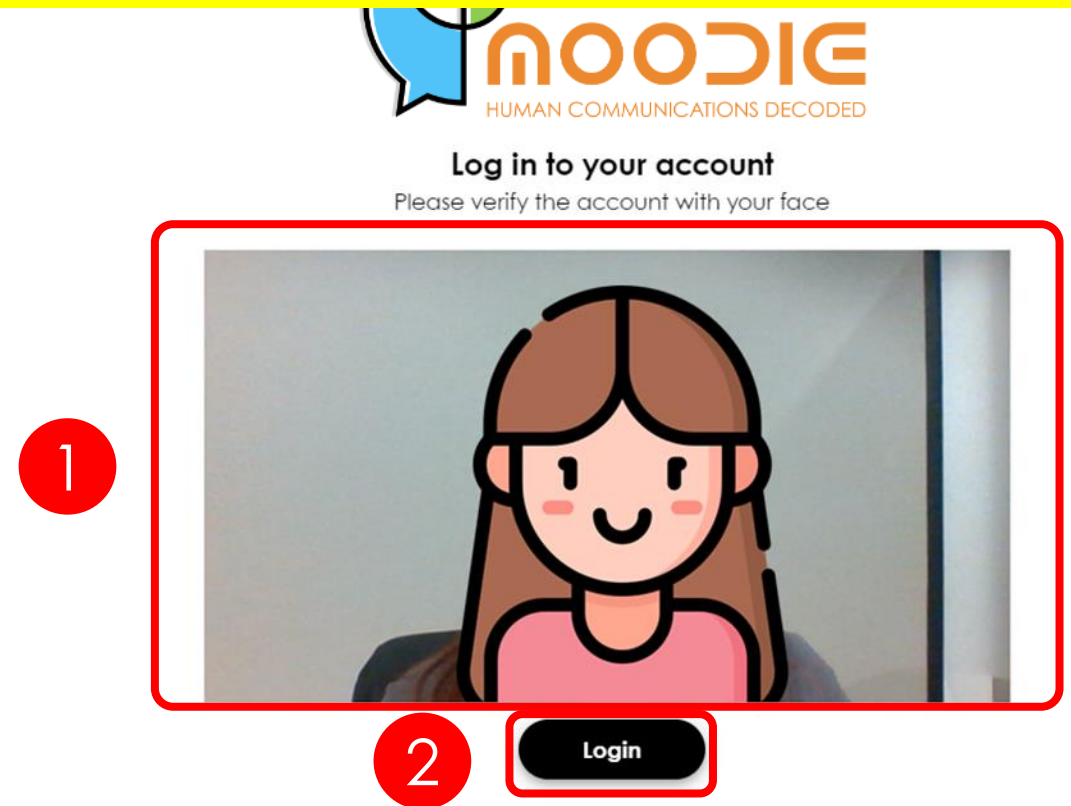 MOODIE
HUMAN COMMUNICATIONS DECODED
Log in to your account
Please verify the account with your face
1
2
Login